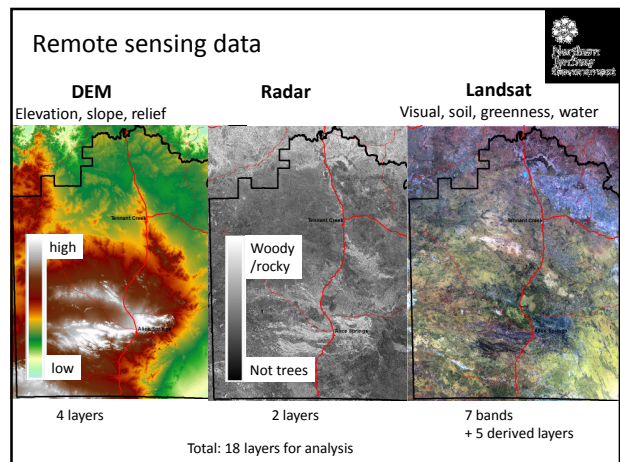 Remote sensing data
Northern
Territory
Government
DEM
Elevation, slope, relief
Radar
Landsat
Visual, soil, greenness, water
Tennant Creek
Tennant Creek
Tennant Creek
high
low
Woody
/rocky
Not trees
Alice Springs
Alice Springs
Alice Springs
4 layers
2 layers
7 bands
+ 5 derived layers
Total: 18 layers for analysis